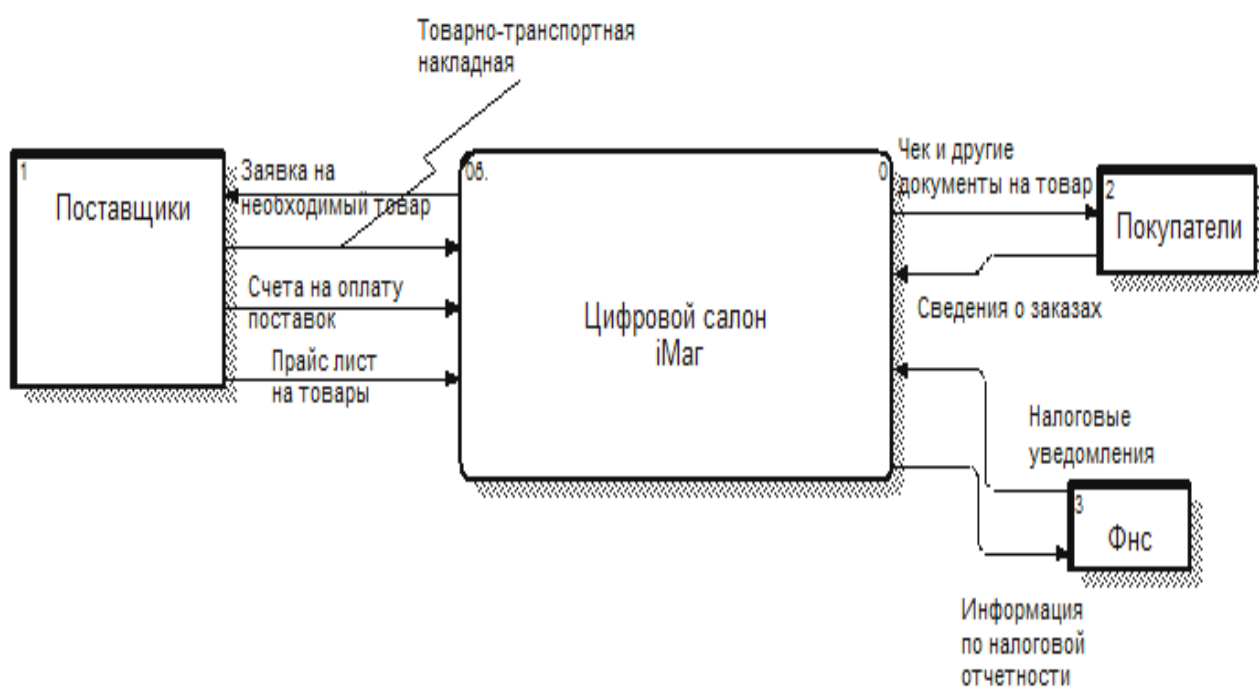 Товарно-транспортная
накладная
1
Поставщики
Заявка на
необходимый товар
Счета на оплату
поставок
Прайс лист
на товары
0б.
0
Цифровой салон
iМаг
Чек и другие
документы на товар
2
Покупатели
Сведения о заказах
Налоговые
уведомления
3
Фнс
Информация
по налоговой
отчетности